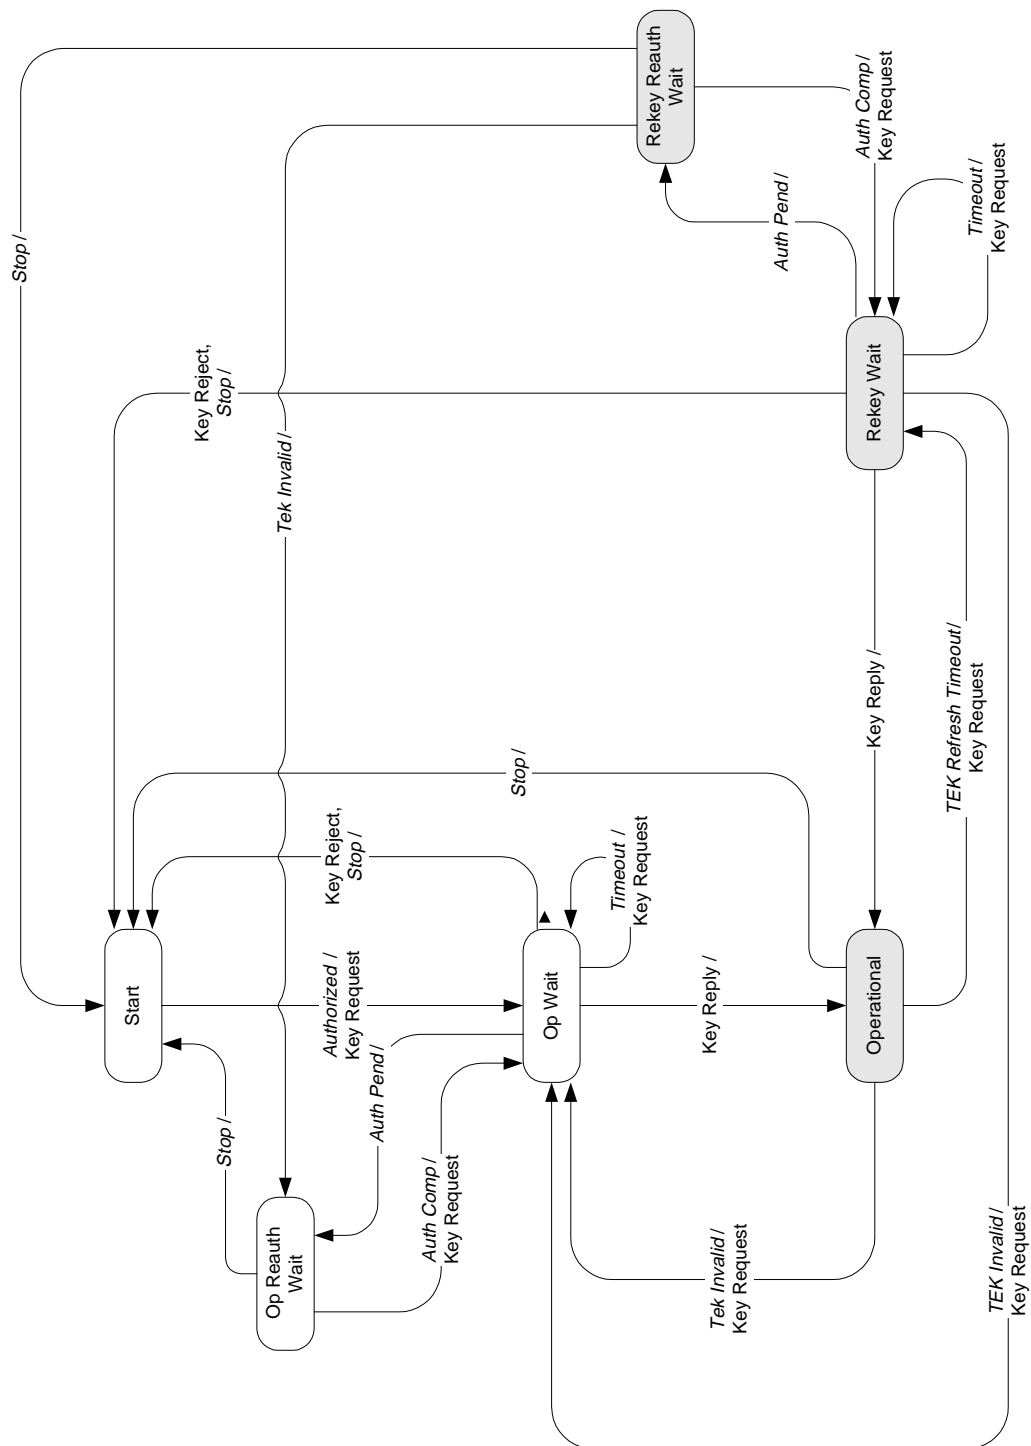 Stop /
Tek Invalid /
Key Reject,
Stop /
Rekey Reauth
Wait
Auth Comp /
Key Request
Auth Pend /
Timeout /
Key Request
Rekey Wait
Key Reply /
TEK Refresh Timeout /
Key Request
Stop /
Key Reject,
Stop /
Timeout /
Key Request
Start
Authorized /
Key Request
Op Wait
Key Reply /
Operational
Stop /
Auth Pend /
Op Reauth
Wait
Auth Comp /
Key Request
Tek Invalid /
Key Request
TEK Invalid /
Key Request